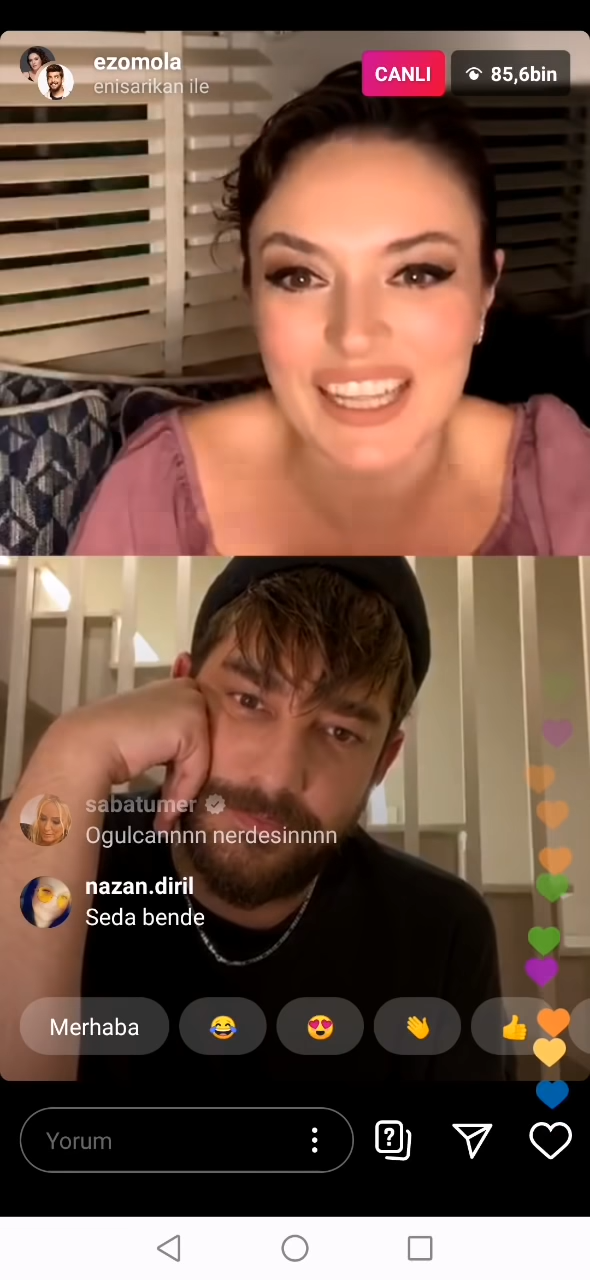 ezomola
enisarikan ile
CANLI
85,6bin
sabatumer
Ogulcannnn nerdesinnnn
nazan.diril
Seda bende
Merhaba
Yorum